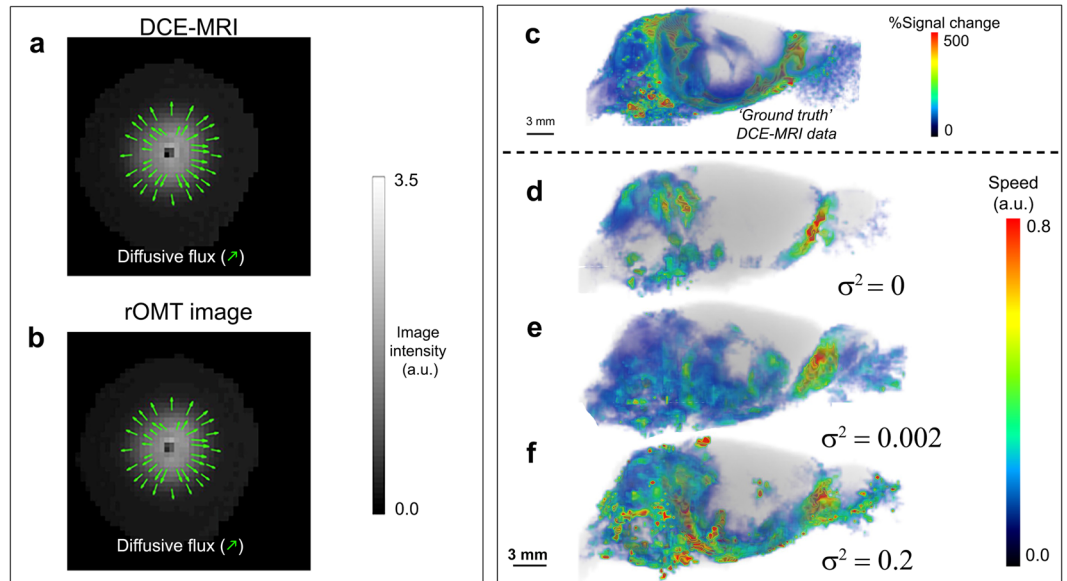 a
DCE-MRI
Diffusive flux (↗)
b
rOMT image
Diffusive flux (↗)
3.5
Image
intensity
(a.u.)
0.0
c
%Signal change
500
0
3 mm
'Ground truth'
DCE-MRI data
d
σ² = 0
e
σ² = 0.002
f
σ² = 0.2
3 mm
Speed
(a.u.)
0.8
0.0